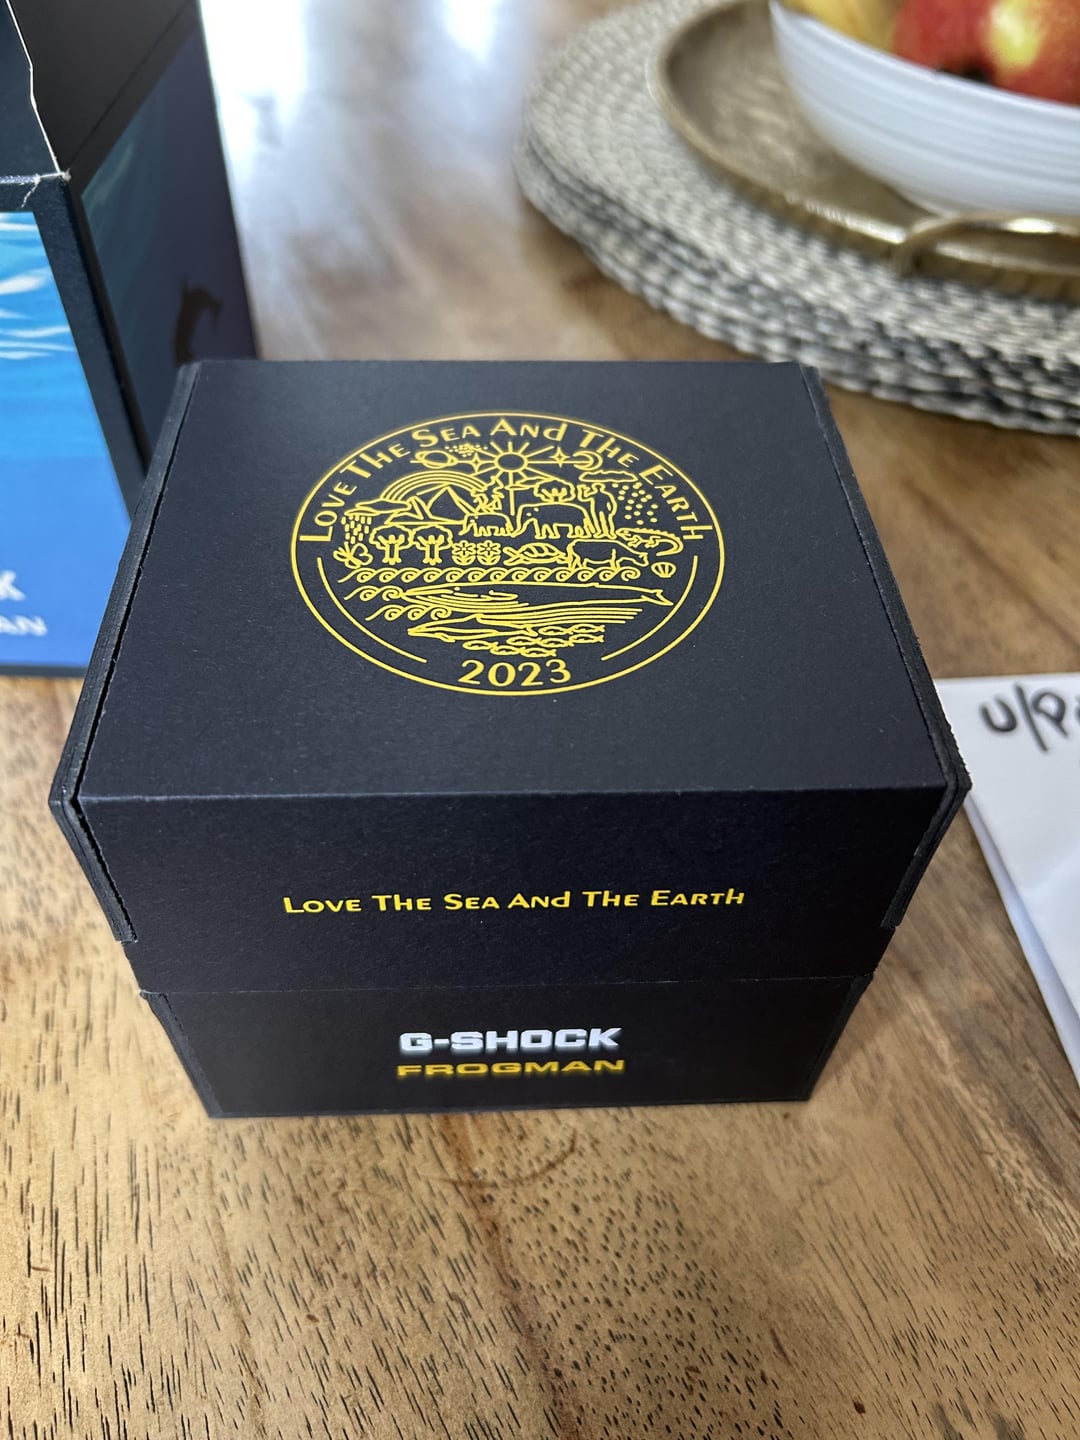 LOVE THE SEA AND THE EARTH
2023
LOVE THE SEA AND THE EARTH
G-SHOCK
FROGMAN